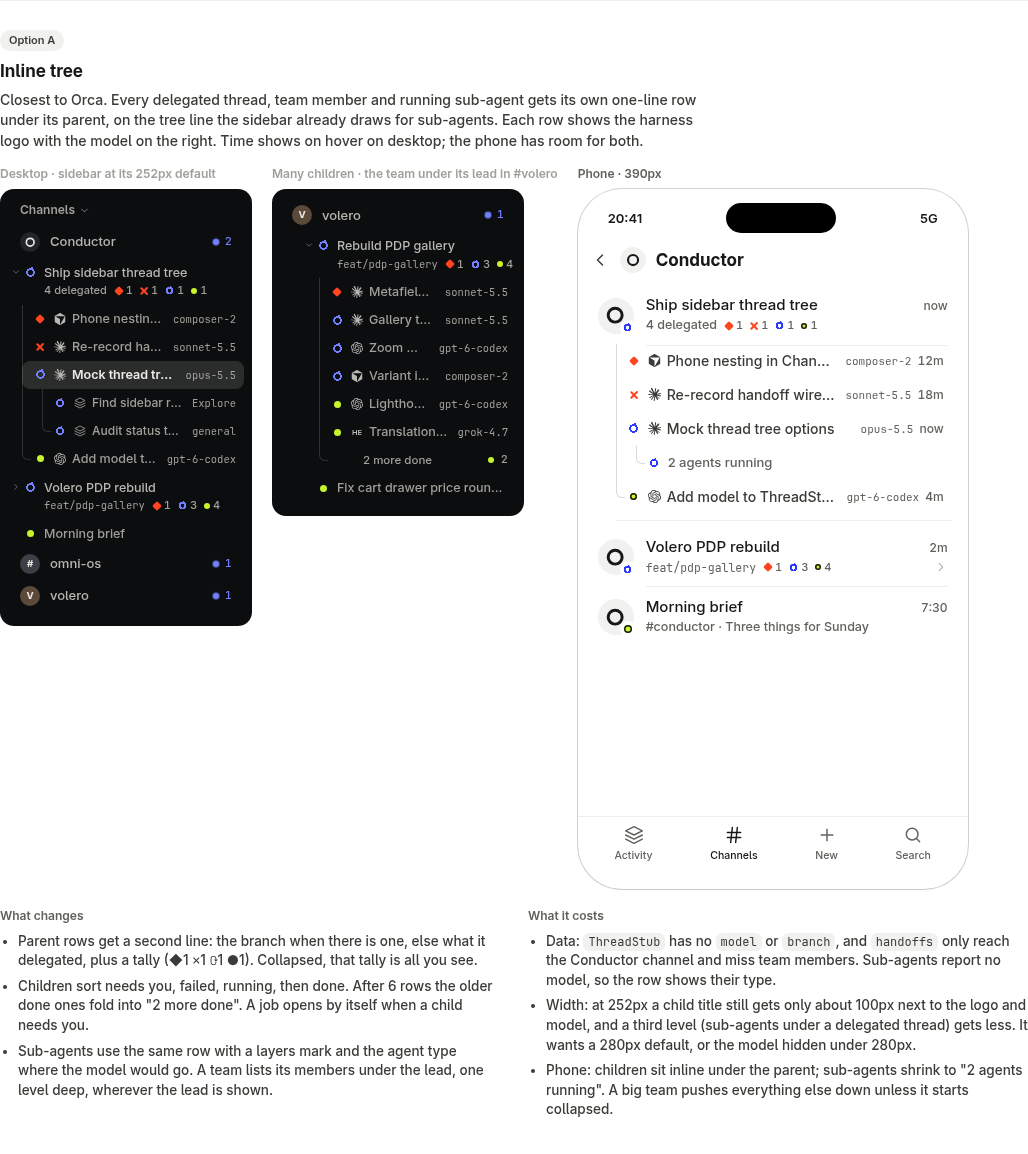 Option A
Inline tree
Closest to Orca. Every delegated thread, team member and running sub-agent gets its own one-line row
under its parent, on the tree line the sidebar already draws for sub-agents. Each row shows the harness
logo with the model on the right. Time shows on hover on desktop; the phone has room for both.
Desktop · sidebar at its 252px default
Channels
Conductor 2
Ship sidebar thread tree
4 delegated 1 1 1 1
Phone nestin... composer-2
Re-record ha... sonnet-5.5
Mock thread tr... opus-5.5
Find sidebar r... Explore
Audit status t... general
Add model t... gpt-6-codex
Volero PDP rebuild
feat/pdp-gallery 1 3 4
Morning brief
# omni-os 1
V volero 1
Many children · the team under its lead in #volero
V volero 1
Rebuild PDP gallery
feat/pdp-gallery 1 3 4
Metafiel... sonnet-5.5
Gallery t... sonnet-5.5
Zoom ... gpt-6-codex
Variant i... composer-2
Lightho... gpt-6-codex
HE Translation... grok-4.7
2 more done 2
Fix cart drawer price roun...
Phone · 390px
20:41 5G
Conductor
Ship sidebar thread tree now
4 delegated 1 1 1 1
Phone nesting in Chan... composer-2 12m
Re-record handoff wire... sonnet-5.5 18m
Mock thread tree options opus-5.5 now
2 agents running
Add model to ThreadSt... gpt-6-codex 4m
Volero PDP rebuild 2m
feat/pdp-gallery 1 3 4
Morning brief 7:30
#conductor · Three things for Sunday
Activity Channels New Search
What changes
• Parent rows get a second line: the branch when there is one, else what it
delegated, plus a tally (◆1 ×1 1 ●1). Collapsed, that tally is all you see.
• Children sort needs you, failed, running, then done. After 6 rows the older
done ones fold into "2 more done". A job opens by itself when a child
needs you.
• Sub-agents use the same row with a layers mark and the agent type
where the model would go. A team lists its members under the lead, one
level deep, wherever the lead is shown.
What it costs
• Data: ThreadStub has no model or branch, and handoffs only reach
the Conductor channel and miss team members. Sub-agents report no
model, so the row shows their type.
• Width: at 252px a child title still gets only about 100px next to the logo and
model, and a third level (sub-agents under a delegated thread) gets less. It
wants a 280px default, or the model hidden under 280px.
• Phone: children sit inline under the parent; sub-agents shrink to "2 agents
running". A big team pushes everything else down unless it starts
collapsed.